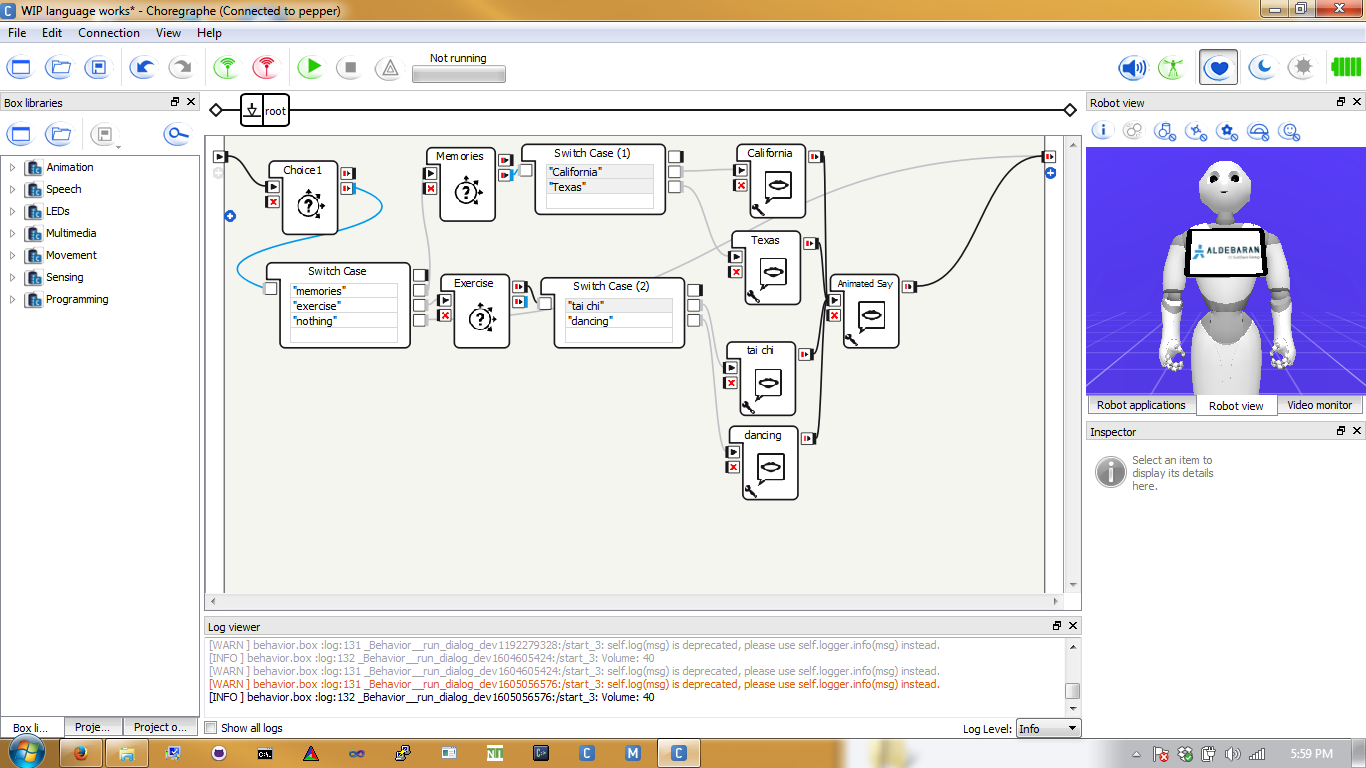 WIP language works* - Choregraphe (Connected to pepper)
File Edit Connection View Help
Not running
Box libraries
root
Robot view
Animation
Speech
LEDs
Multimedia
Movement
Sensing
Programming
Choice1
Memories
Switch Case (1)
"California"
"Texas"
California
Texas
Switch Case
"memories"
"exercise"
"nothing"
Exercise
Switch Case (2)
"tai chi"
"dancing"
Animated Say
tai chi
dancing
ALDEBARAN
Robot applications Robot view Video monitor
Inspector
Select an item to
display its details
here.
Log viewer
[WARN ] behavior.box :log:131 _Behavior__run_dialog_dev1192279328:/start_3: self.log(msg) is deprecated, please use self.logger.info(msg) instead.
[INFO ] behavior.box :log:132 _Behavior__run_dialog_dev1604605424:/start_3: Volume: 40
[WARN ] behavior.box :log:131 _Behavior__run_dialog_dev1604605424:/start_3: self.log(msg) is deprecated, please use self.logger.info(msg) instead.
[WARN ] behavior.box :log:131 _Behavior__run_dialog_dev1605056576:/start_3: self.log(msg) is deprecated, please use self.logger.info(msg) instead.
[INFO ] behavior.box :log:132 _Behavior__run_dialog_dev1605056576:/start_3: Volume: 40
Box li... Proje... Project o...
Show all logs
Log Level: Info
5:59 PM